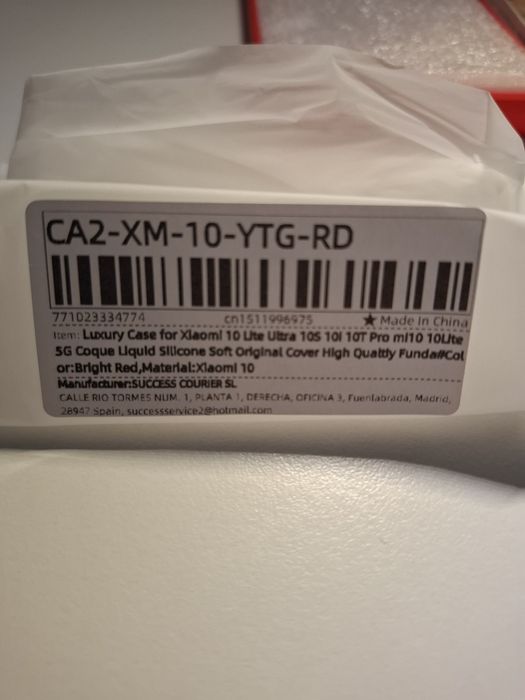 CA2-XM-10-YTG-RD
771023334774 cn1511996975 ★ Made In China
Item: Luxury Case for Xiaomi 10 Lite Ultra 10S 10i 10T Pro mi10 10Lite
5G Coque Liquid Silicone Soft Original Cover High Quality Funda#Col
or:Bright Red,Material:Xiaomi 10
Manufacturer:SUCCESS COURIER SL
CALLE RIO TORMES NUM. 1, PLANTA 1, DERECHA, OFICINA 3, Fuenlabrada, Madrid,
28947 Spain, successservice2@hotmail.com